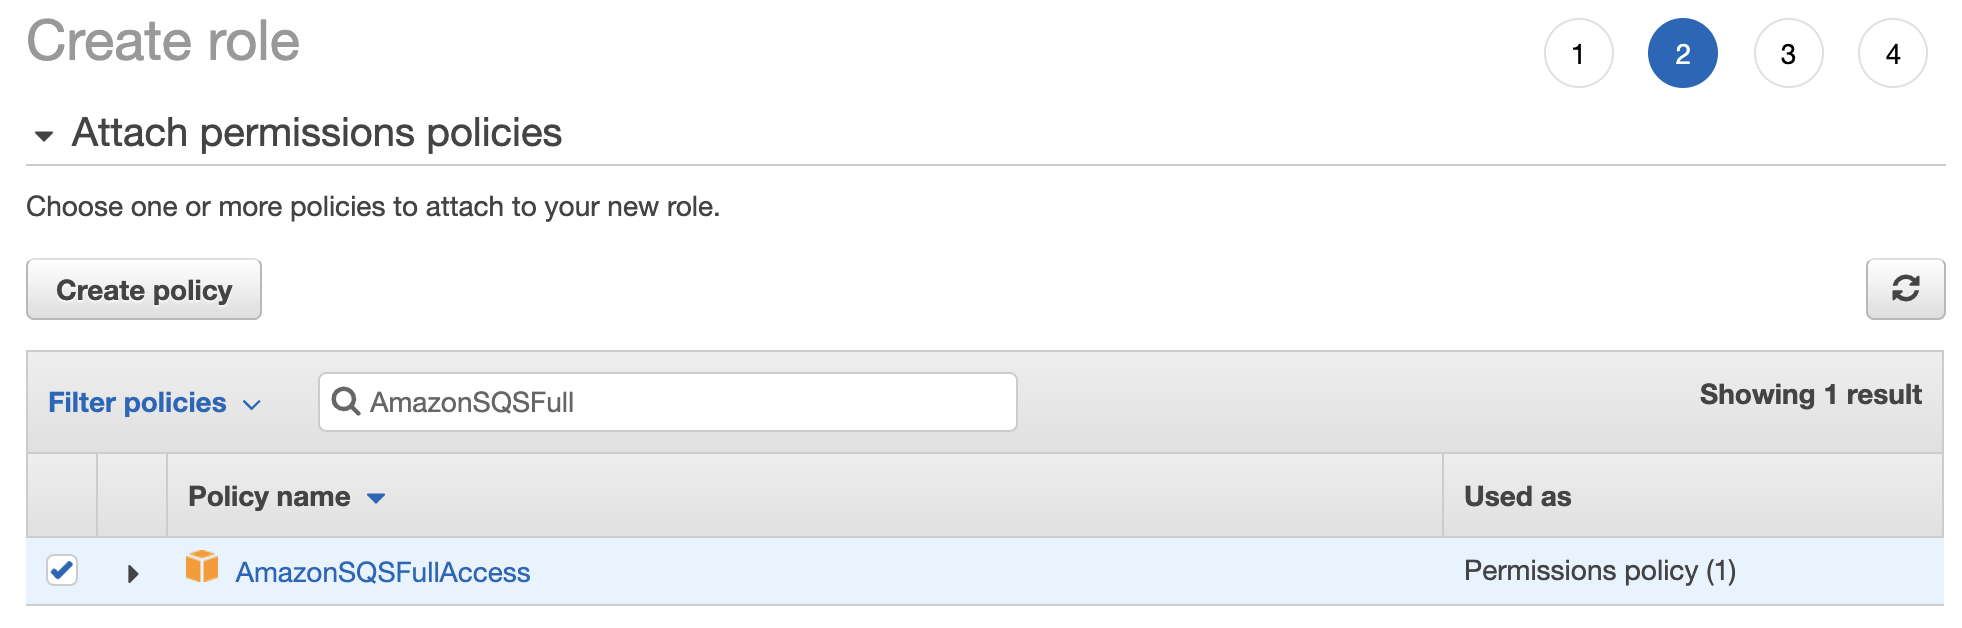 Create role
1 2 3 4
Attach permissions policies
Choose one or more policies to attach to your new role.
Create policy
Filter policies AmazonSQSFull Showing 1 result
Policy name Used as
AmazonSQSFullAccess Permissions policy (1)